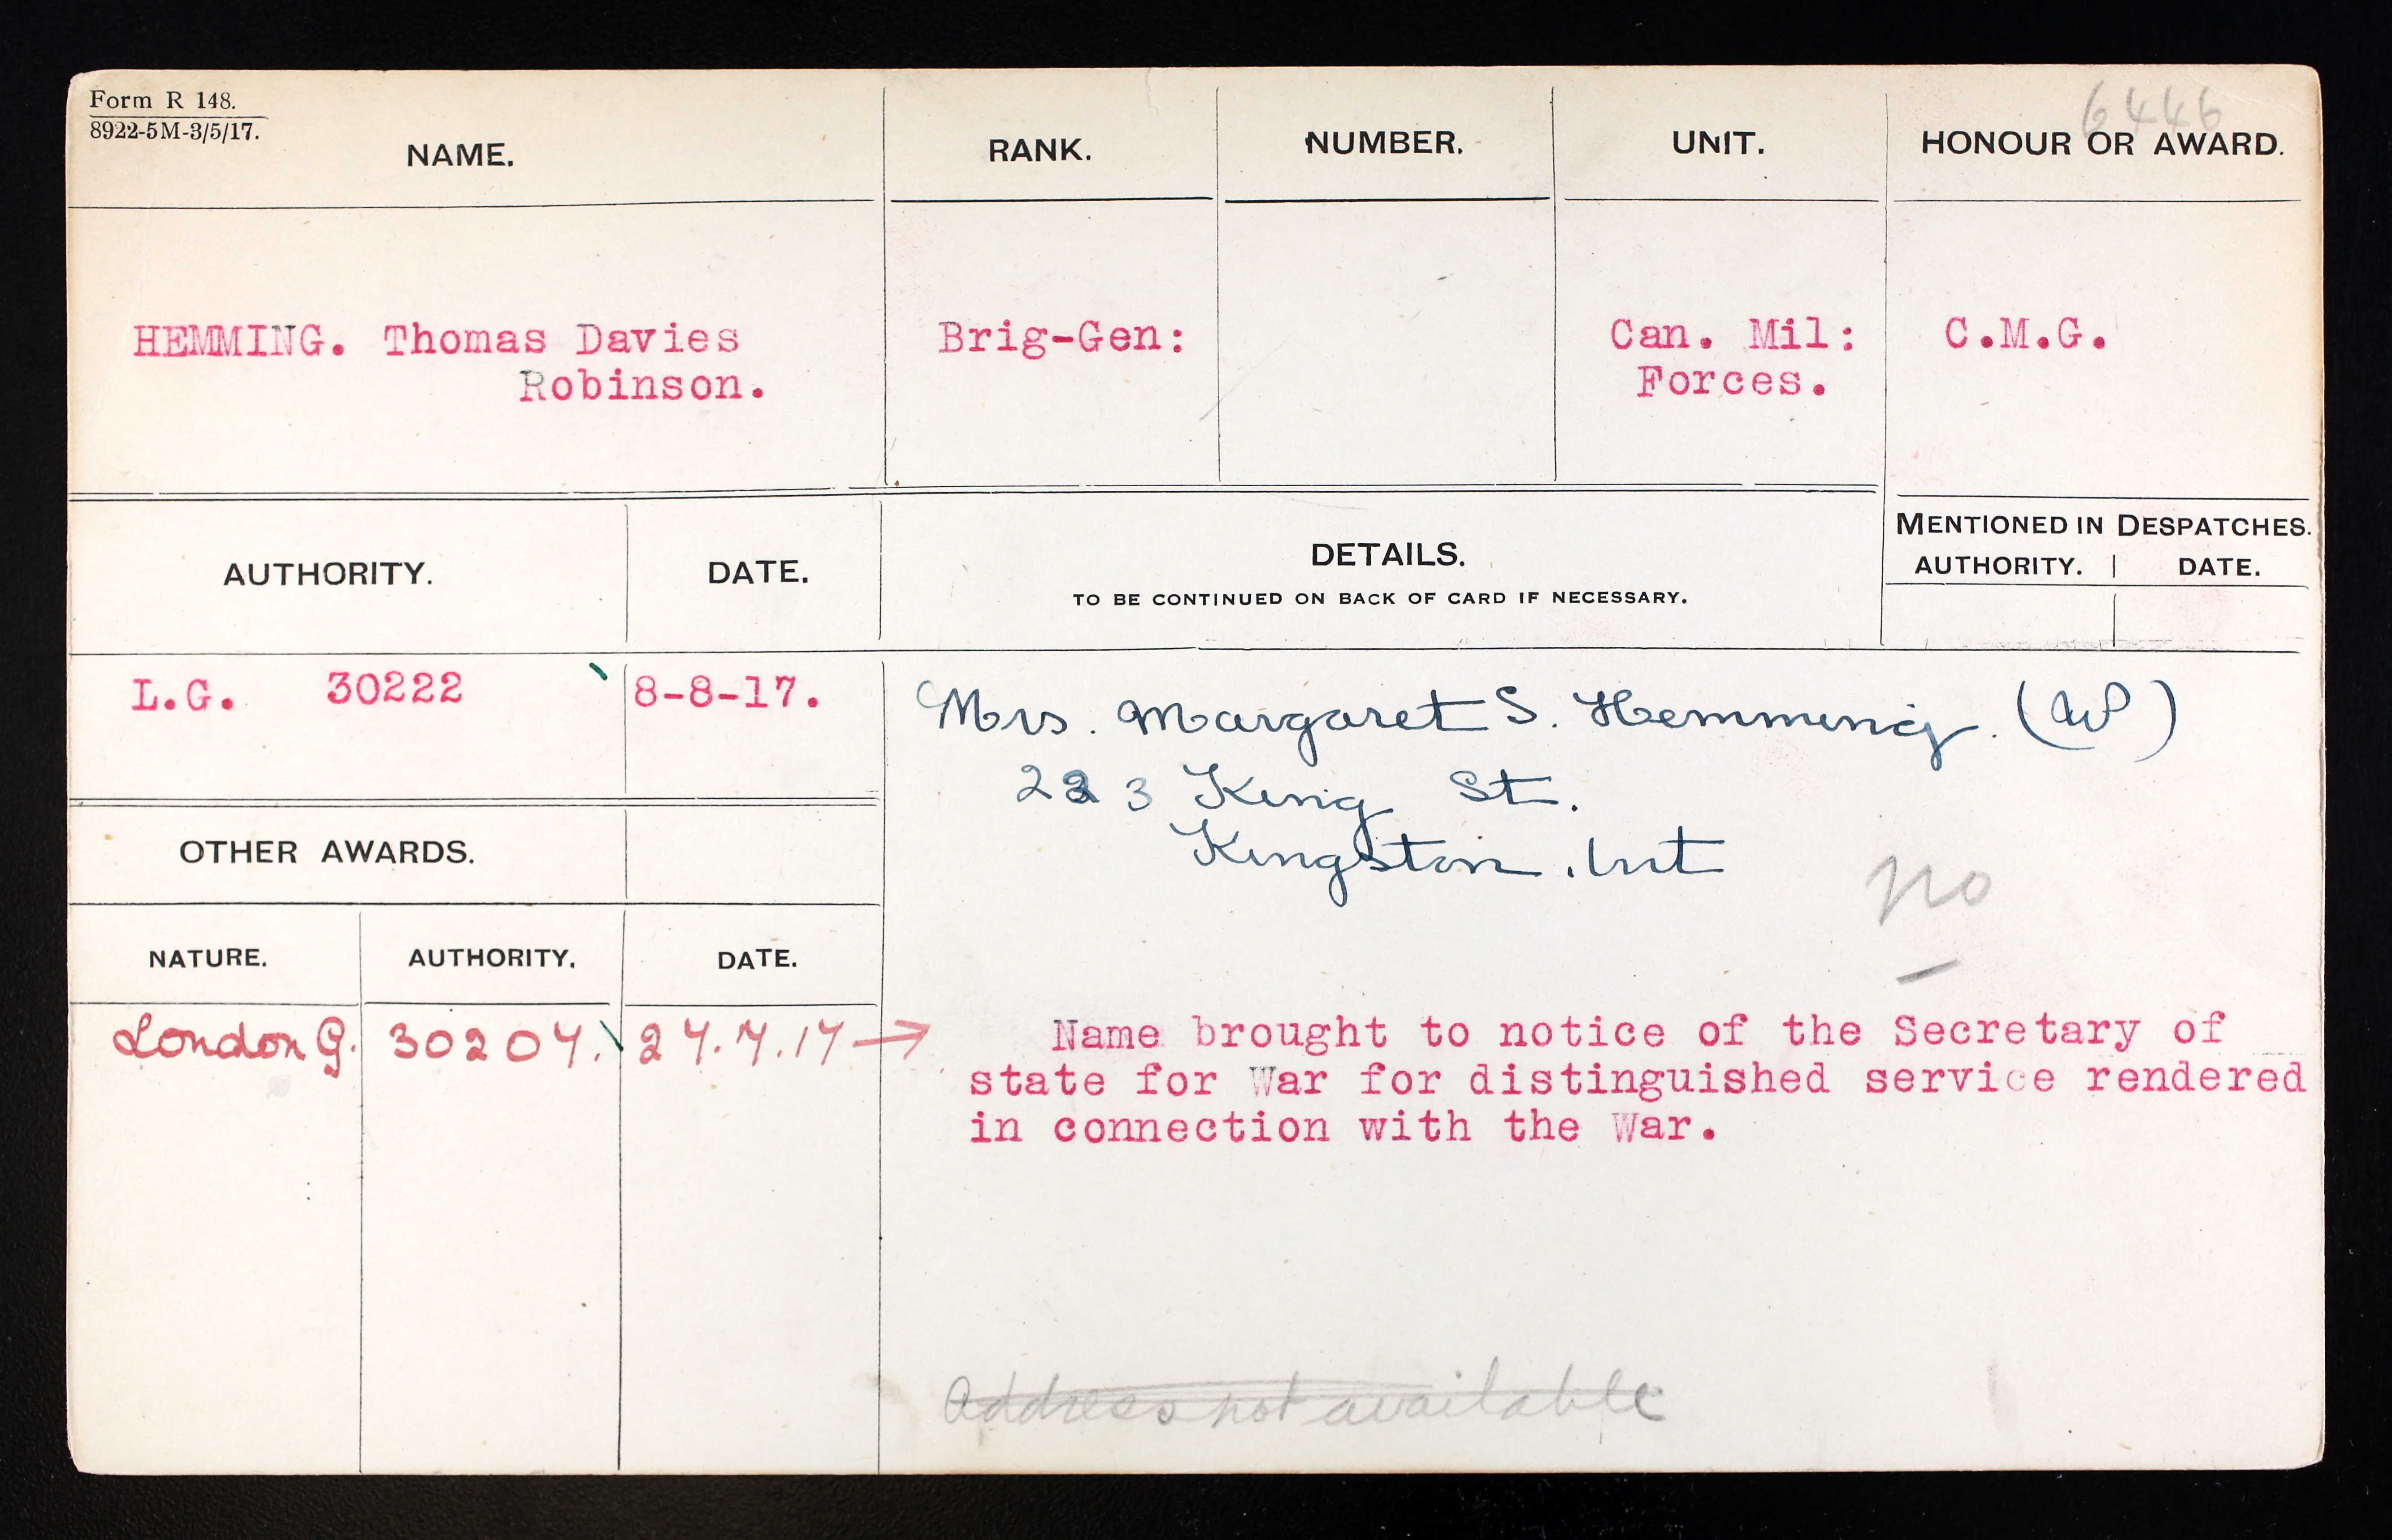 Form R 148.
8922-5M-3/5/17.
6446
NAME.
RANK.
NUMBER.
UNIT.
HONOUR OR AWARD.
HEMMING. Thomas Davies
Robinson.
Brig-Gen:
Can. Mil:
Forces.
C.M.G.
AUTHORITY.
DATE.
DETAILS.
TO BE CONTINUED ON BACK OF CARD IF NECESSARY.
MENTIONED IN DESPATCHES.
AUTHORITY. | DATE.
L.G. 30222
8-8-17.
Mrs. Margaret S. Hemming. (W)
223 King St.
Kingston. Ont
no
OTHER AWARDS.
NATURE.
AUTHORITY.
DATE.
London G. 30204. 24.7.17 →
Name brought to notice of the Secretary of
state for War for distinguished service rendered
in connection with the War.
Address not available